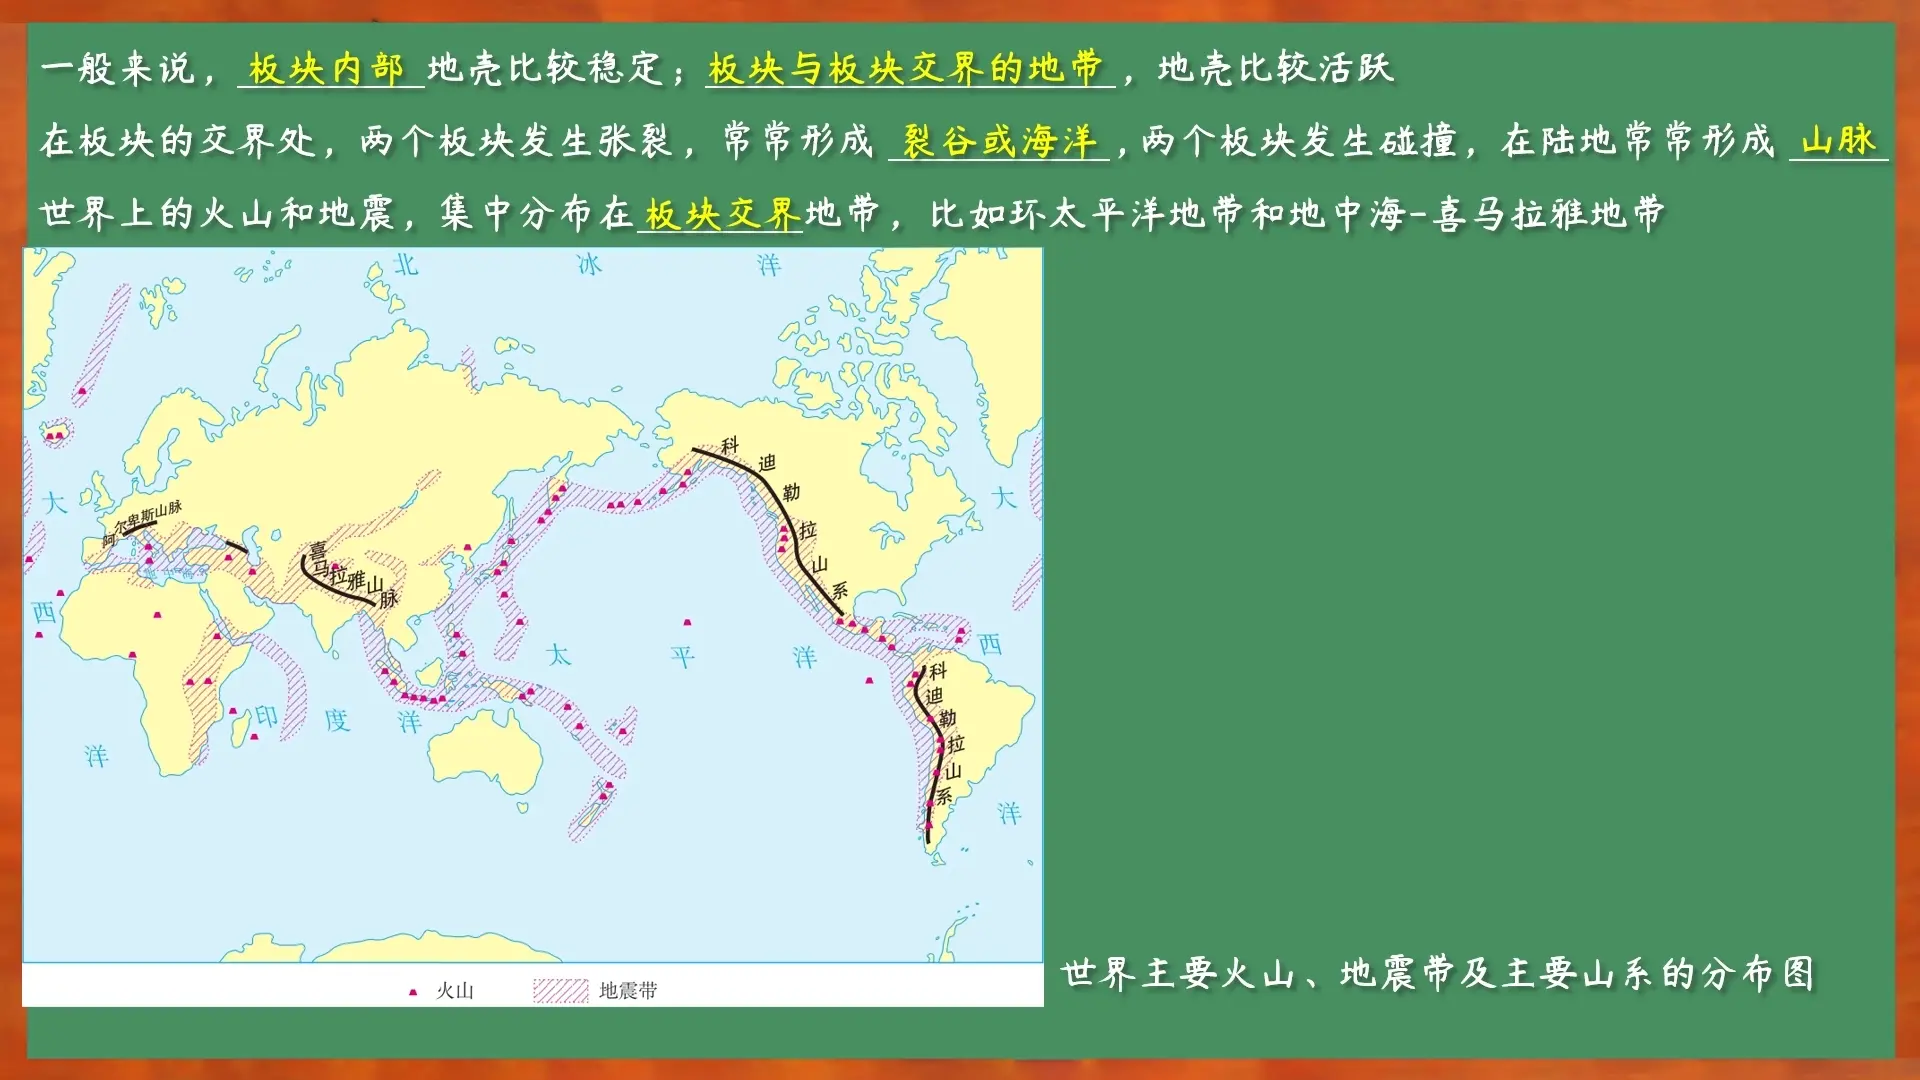 一般来说，板块内部地壳比较稳定；板块与板块交界的地带，地壳比较活跃
在板块的交界处，两个板块发生张裂，常常形成裂谷或海洋，两个板块发生碰撞，在陆地常常形成山脉
世界上的火山和地震，集中分布在板块交界地带，比如环太平洋地带和地中海-喜马拉雅地带
北冰洋
科迪勒拉山系
大西洋
大西洋
阿尔卑斯山脉
喜马拉雅山脉
地中海
太平洋
印度洋
科迪勒拉山系
火山
地震带
世界主要火山、地震带及主要山系的分布图